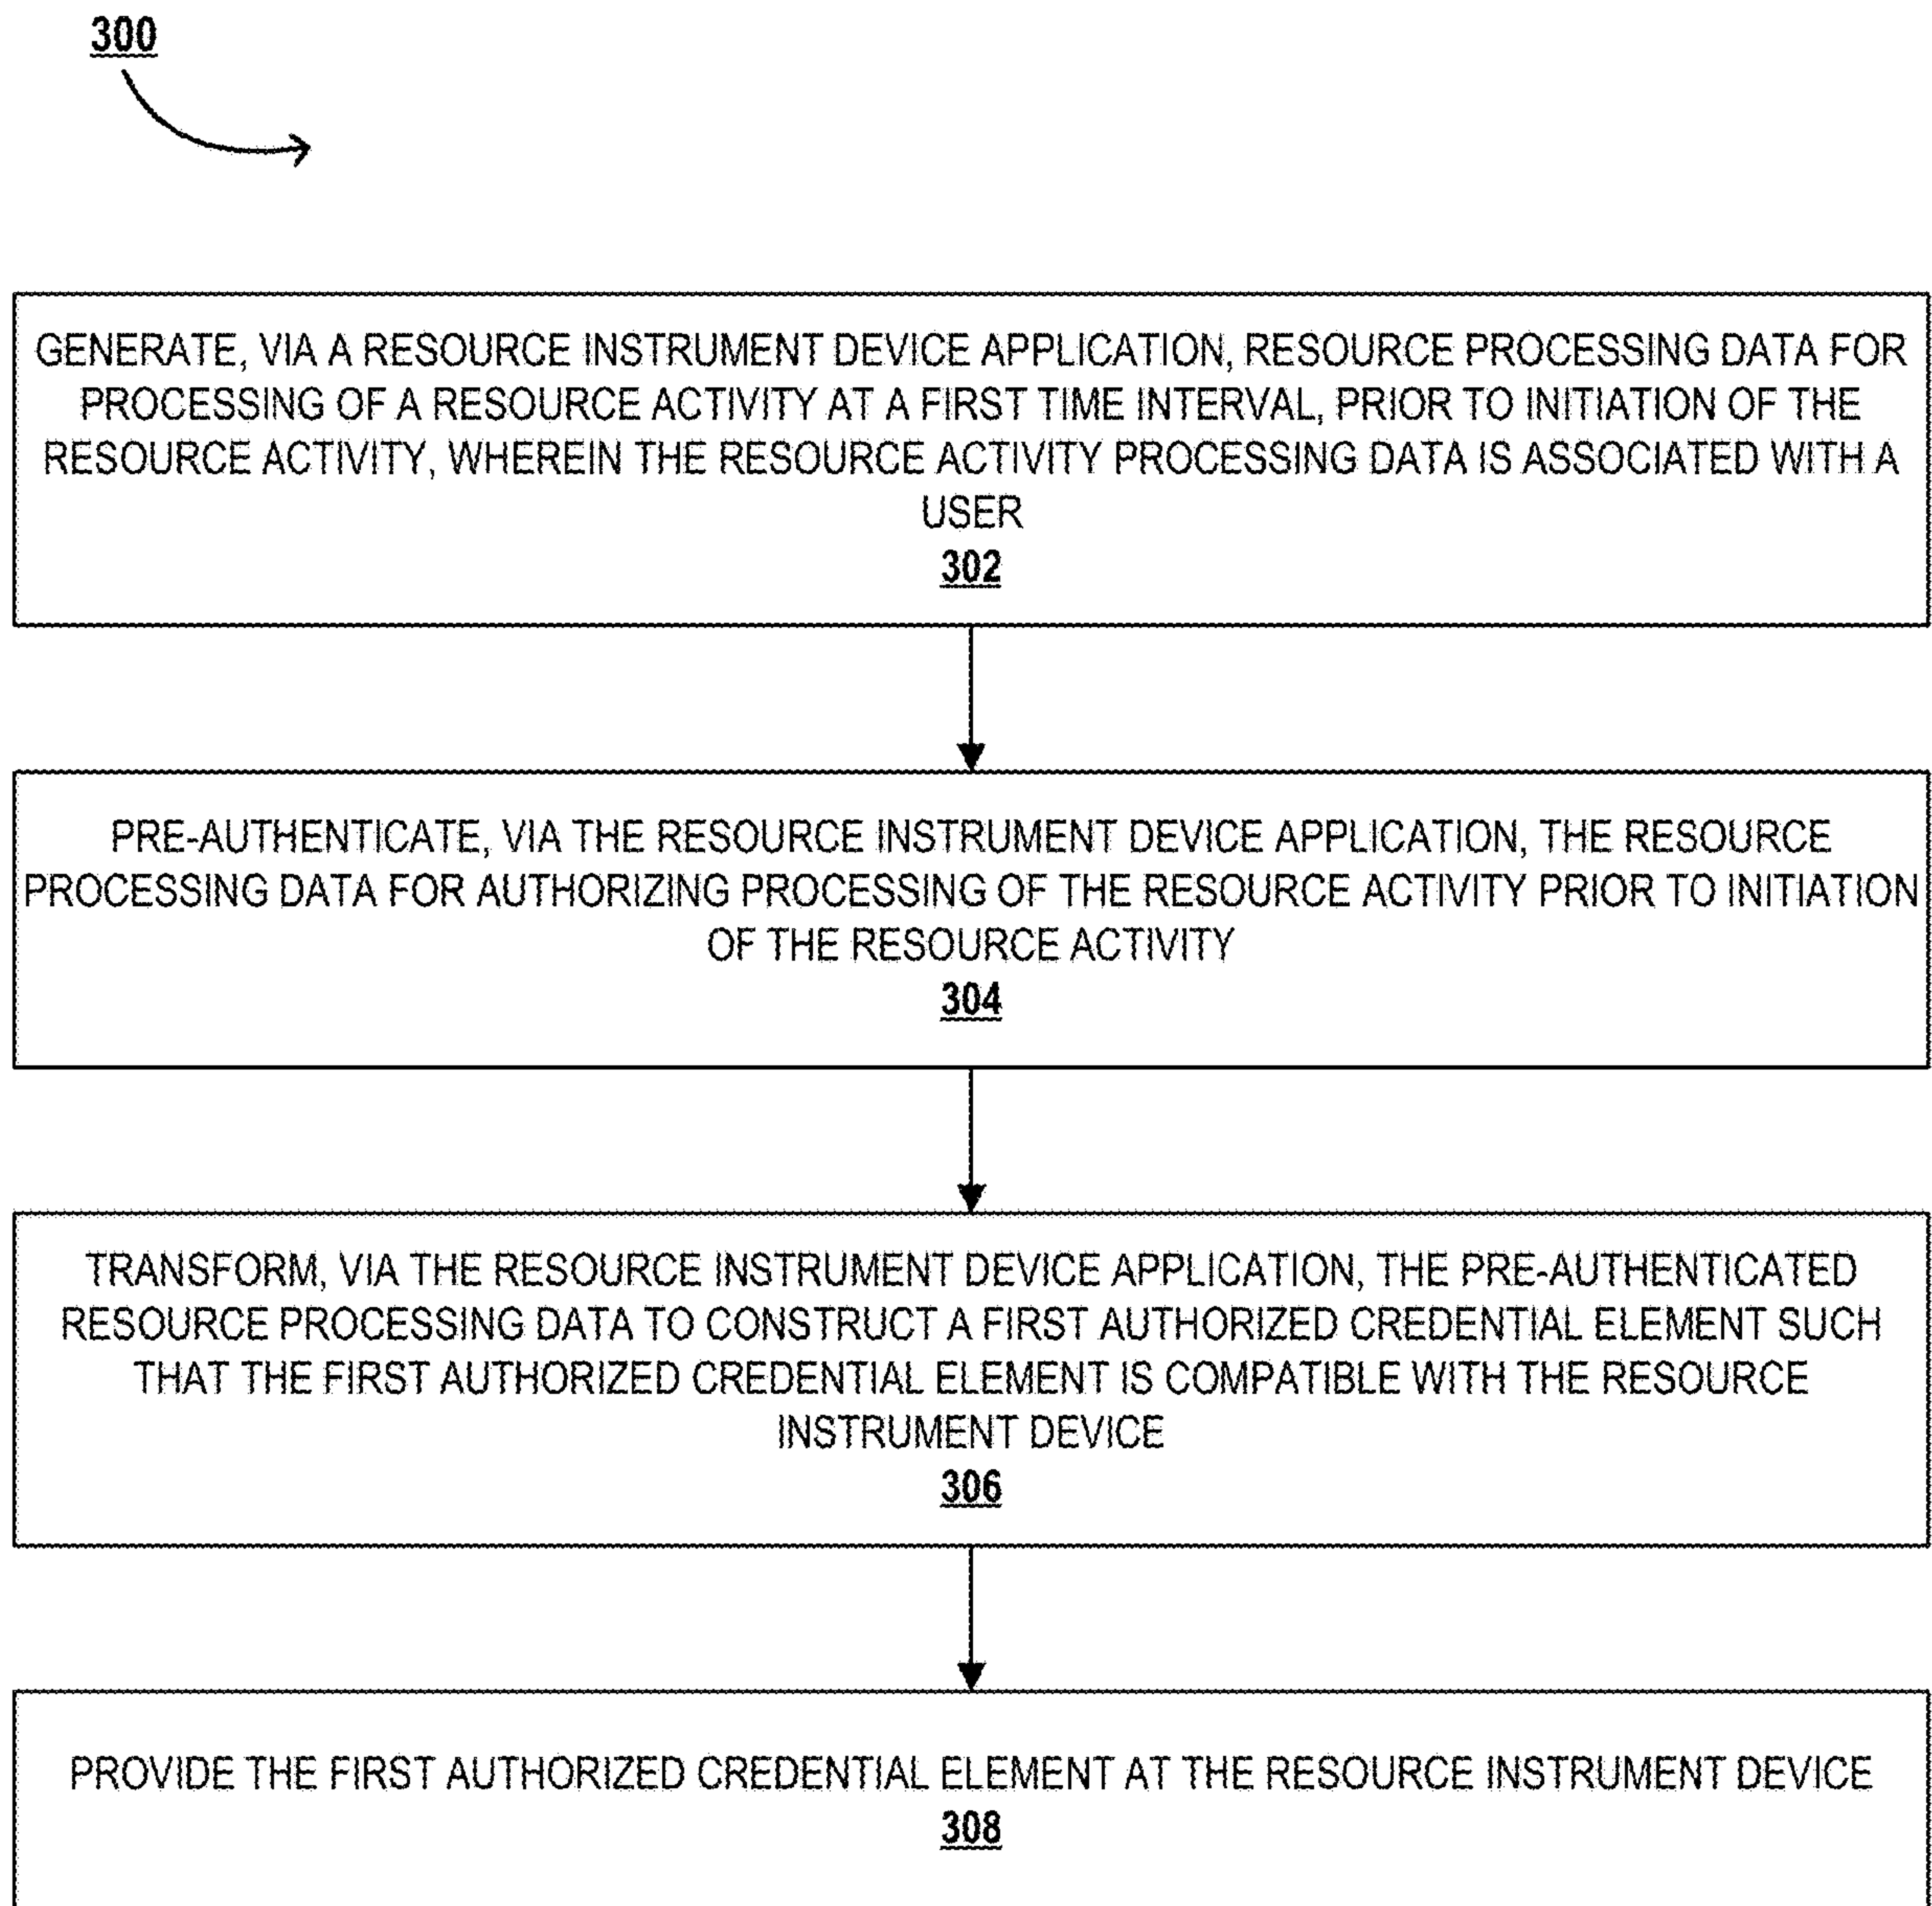 300
GENERATE, VIA A RESOURCE INSTRUMENT DEVICE APPLICATION, RESOURCE PROCESSING DATA FOR
PROCESSING OF A RESOURCE ACTIVITY AT A FIRST TIME INTERVAL, PRIOR TO INITIATION OF THE
RESOURCE ACTIVITY, WHEREIN THE RESOURCE ACTIVITY PROCESSING DATA IS ASSOCIATED WITH A
USER
302
PRE-AUTHENTICATE, VIA THE RESOURCE INSTRUMENT DEVICE APPLICATION, THE RESOURCE
PROCESSING DATA FOR AUTHORIZING PROCESSING OF THE RESOURCE ACTIVITY PRIOR TO INITIATION
OF THE RESOURCE ACTIVITY
304
TRANSFORM, VIA THE RESOURCE INSTRUMENT DEVICE APPLICATION, THE PRE-AUTHENTICATED
RESOURCE PROCESSING DATA TO CONSTRUCT A FIRST AUTHORIZED CREDENTIAL ELEMENT SUCH
THAT THE FIRST AUTHORIZED CREDENTIAL ELEMENT IS COMPATIBLE WITH THE RESOURCE
INSTRUMENT DEVICE
306
PROVIDE THE FIRST AUTHORIZED CREDENTIAL ELEMENT AT THE RESOURCE INSTRUMENT DEVICE
308